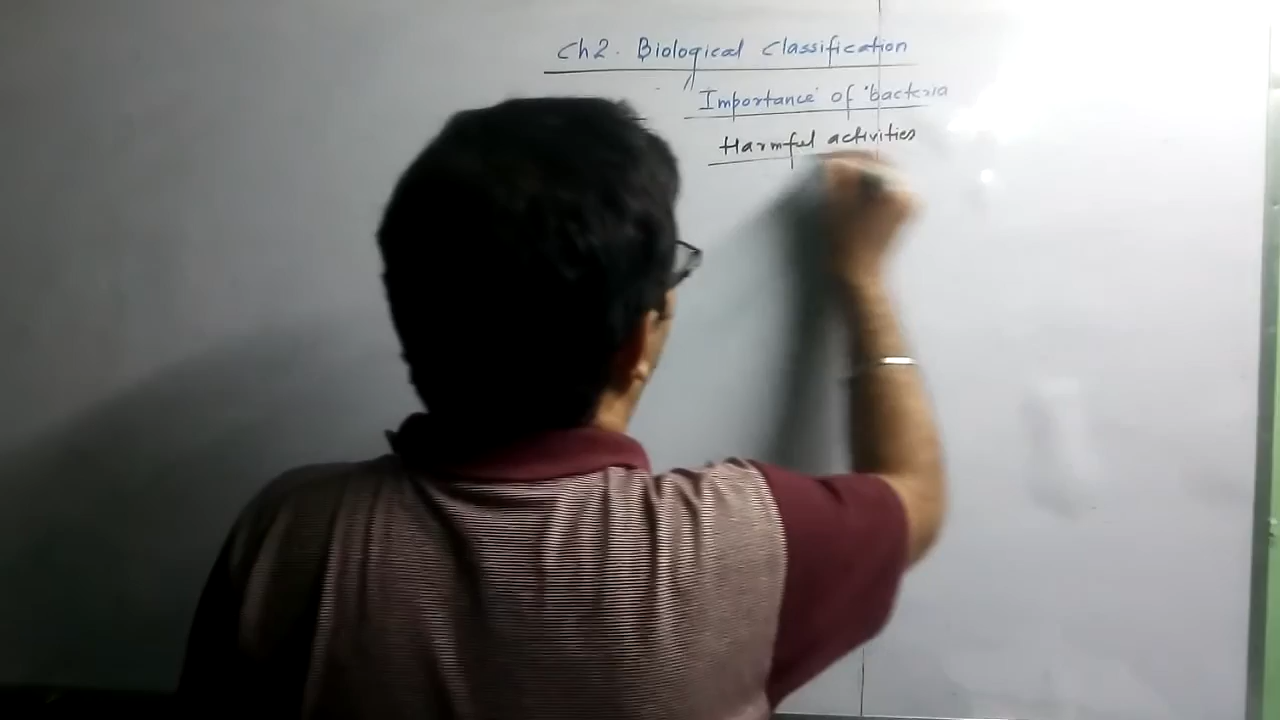 Ch2. Biological Classification
Importance of bacteria
Harmful activities